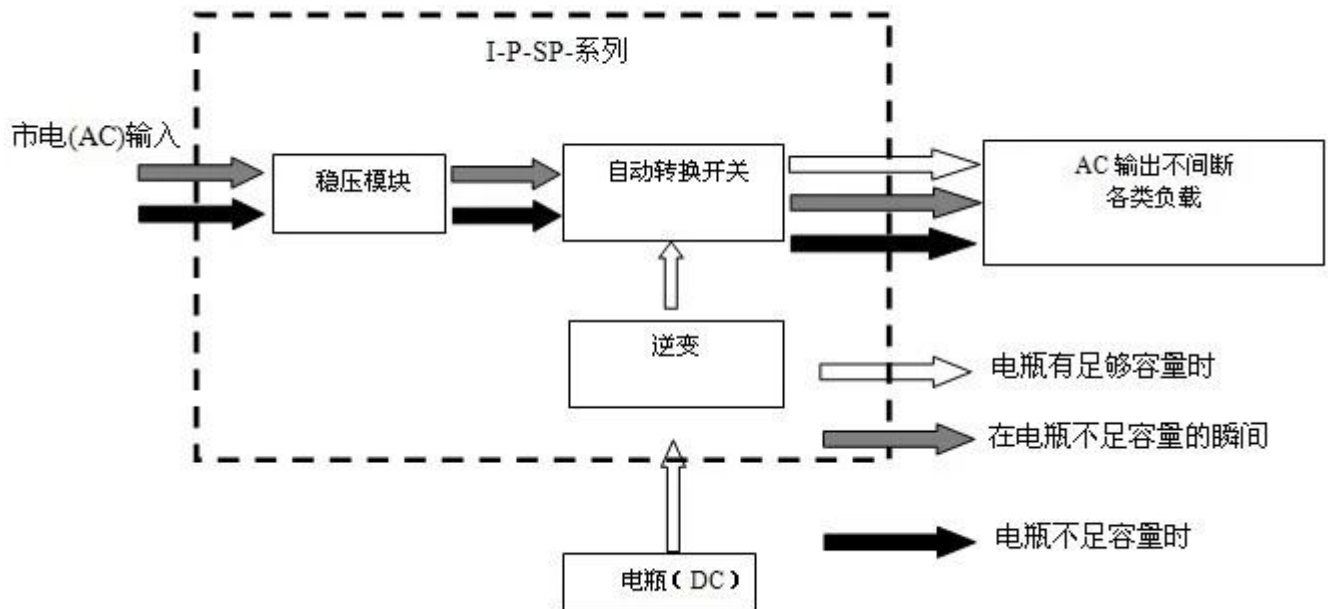 I-P-SP-系列
市电(AC)输入
稳压模块
自动转换开关
AC 输出不间断
各类负载
逆变
电瓶有足够容量时
在电瓶不足容量的瞬间
电瓶不足容量时
电瓶（DC）